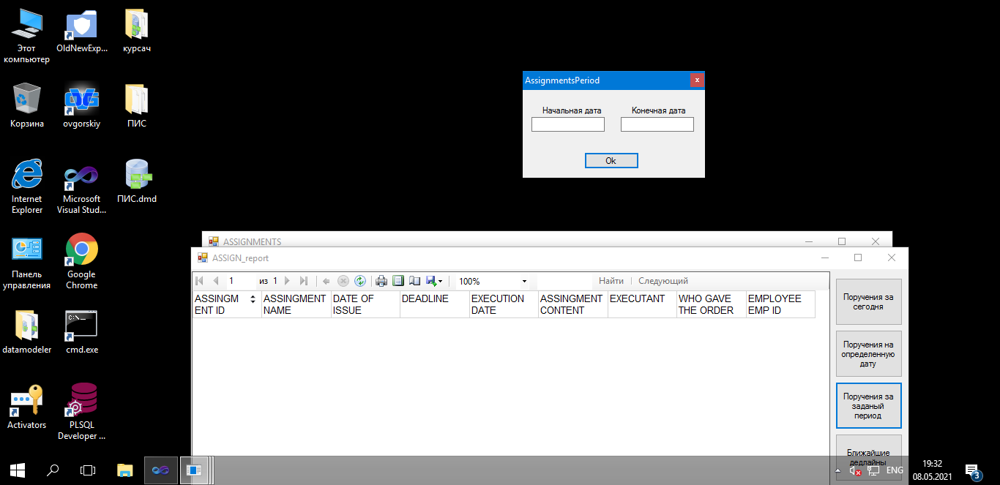 Этот
компьютер
OldNewExp...
курсач
Корзина
ovgorskiy
ПИС
Internet
Explorer
Microsoft
Visual Stud...
ПИС.dmd
Панель
управления
Google
Chrome
datamodeler
cmd.exe
Activators
PLSQL
Developer ...
AssignmentsPeriod
Начальная дата
Конечная дата
Ok
ASSIGNMENTS
ASSIGN_report
1 из 1
100%
Найти
Следующий
ASSINGM
ENT ID
ASSINGMENT
NAME
DATE OF
ISSUE
DEADLINE
EXECUTION
DATE
ASSINGMENT
CONTENT
EXECUTANT
WHO GAVE
THE ORDER
EMPLOYEE
EMP ID
Поручения за
сегодня
Поручения на
определенную
дату
Поручения за
заданый
период
Ближайшие
дедлайны
ENG
19:32
08.05.2021
3